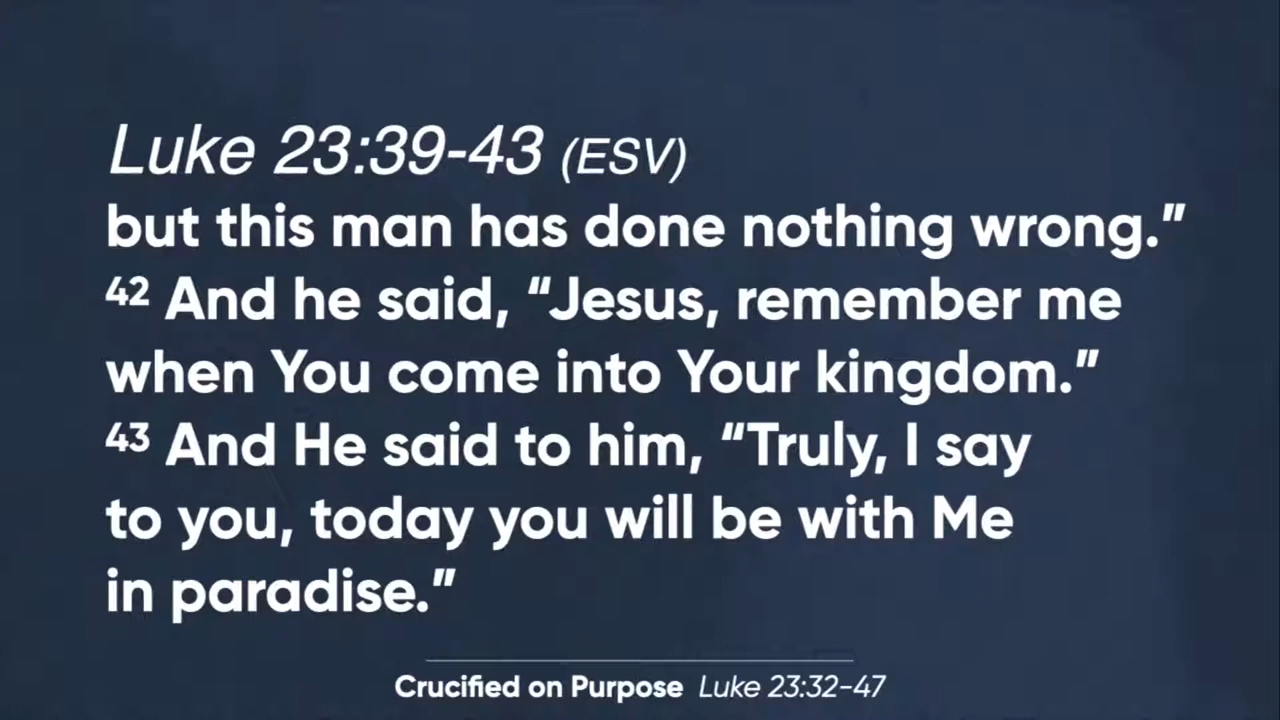 Luke 23:39-43 (ESV)
but this man has done nothing wrong.”
42 And he said, “Jesus, remember me
when You come into Your kingdom.”
43 And He said to him, “Truly, I say
to you, today you will be with Me
in paradise.”
Crucified on Purpose Luke 23:32-47